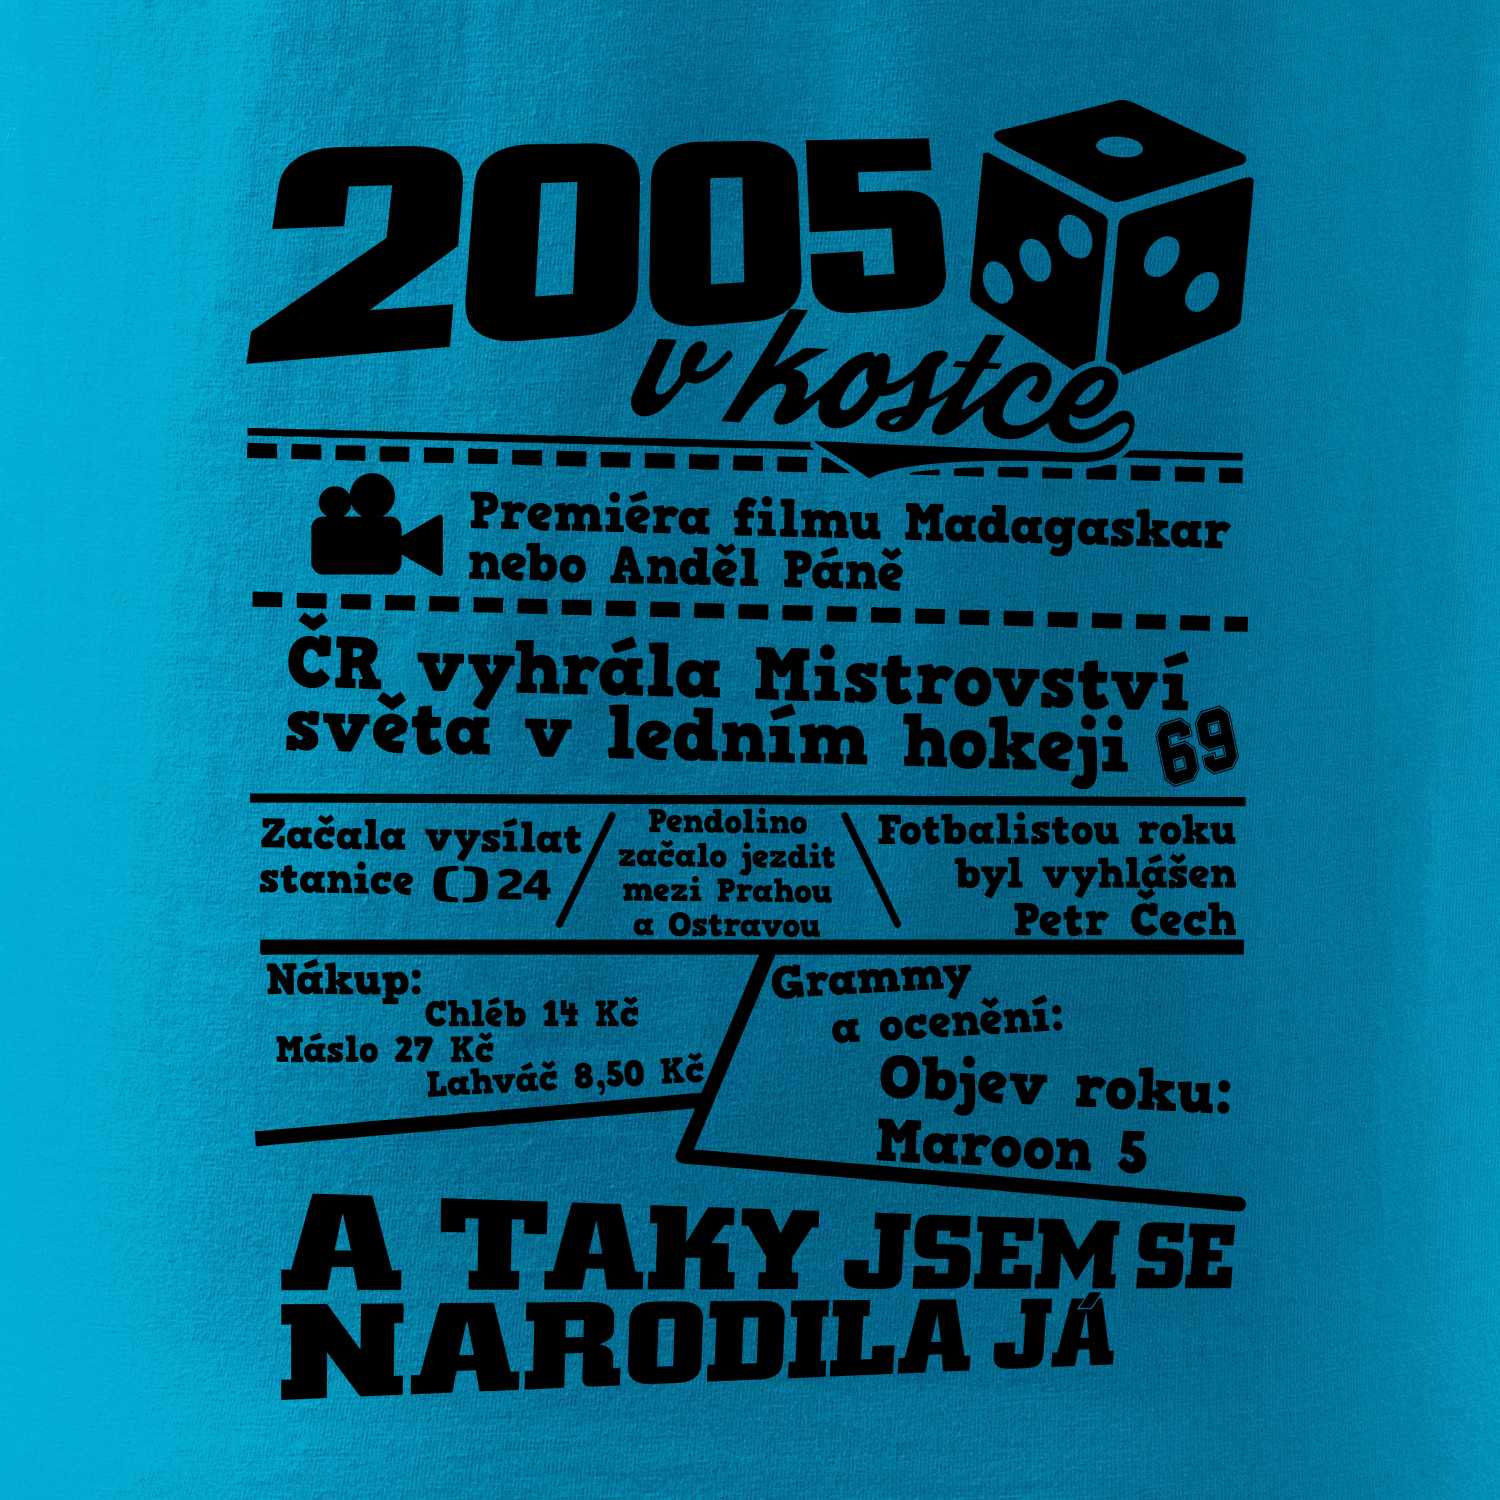 2005
v kostce
Premiéra filmu Madagaskar
nebo Anděl Páně
ČR vyhrála Mistrovství
světa v ledním hokeji 69
Začala vysílat
stanice 24
Pendolino
začalo jezdit
mezi Prahou
a Ostravou
Fotbalistou roku
byl vyhlášen
Petr Čech
Nákup:
Chléb 14 Kč
Máslo 27 Kč
Lahváč 8,50 Kč
Grammy
a ocenění:
Objev roku:
Maroon 5
A TAKY JSEM SE
NARODILA JÁ